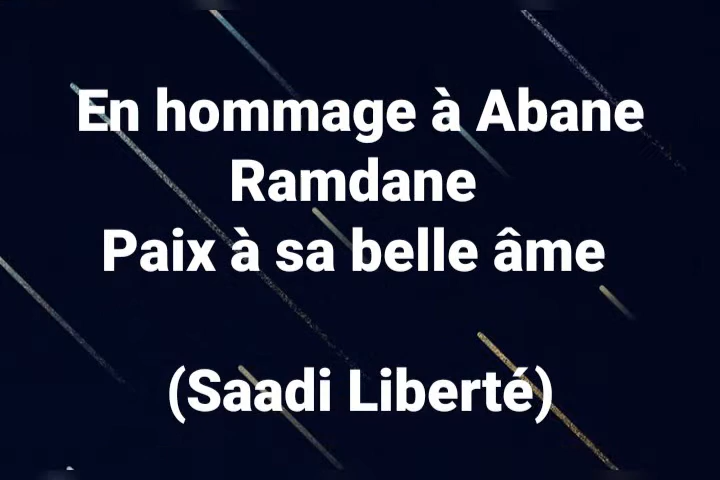 En hommage à Abane
Ramdane
Paix à sa belle âme
(Saadi Liberté)